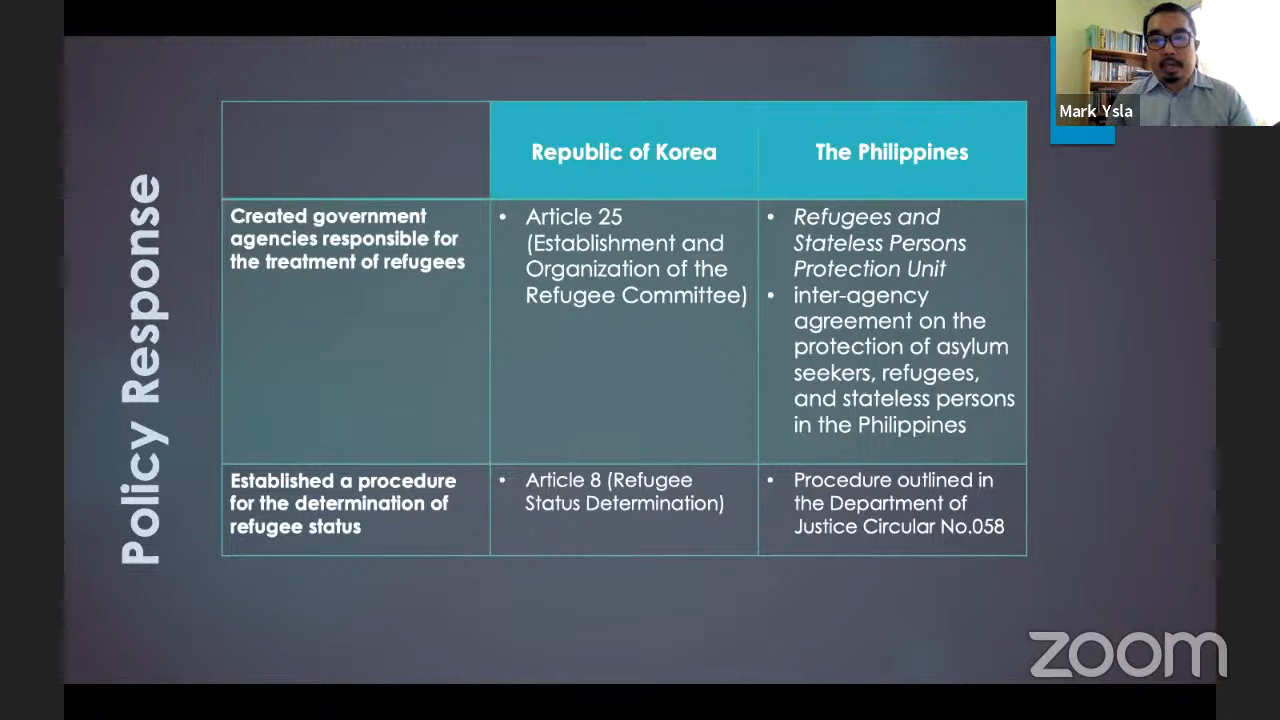 Mark Ysla
Policy Response
Republic of Korea
The Philippines
Created government
agencies responsible for
the treatment of refugees
• Article 25
(Establishment and
Organization of the
Refugee Committee)
• Refugees and
Stateless Persons
Protection Unit
• inter-agency
agreement on the
protection of asylum
seekers, refugees,
and stateless persons
in the Philippines
Established a procedure
for the determination of
refugee status
• Article 8 (Refugee
Status Determination)
• Procedure outlined in
the Department of
Justice Circular No.058
zoom